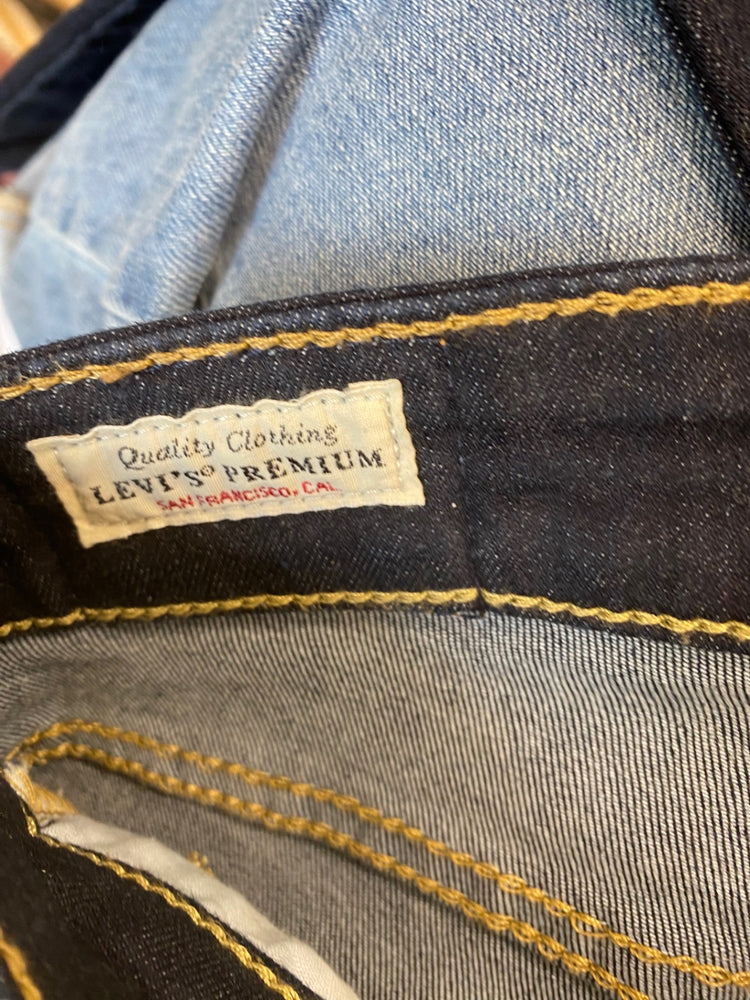 Quality Clothing
LEVI'S® PREMIUM
SAN FRANCISCO, CAL